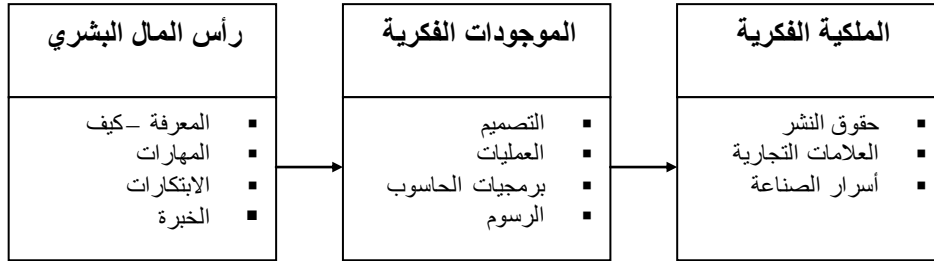 رأس المال البشري
▪ المعرفة –كيف
▪ المهارات
▪ الابتكارات
▪ الخبرة
الموجودات الفكرية
▪ التصميم
▪ العمليات
▪ برمجيات الحاسوب
▪ الرسوم
الملكية الفكرية
▪ حقوق النشر
▪ العلامات التجارية
▪ أسرار الصناعة